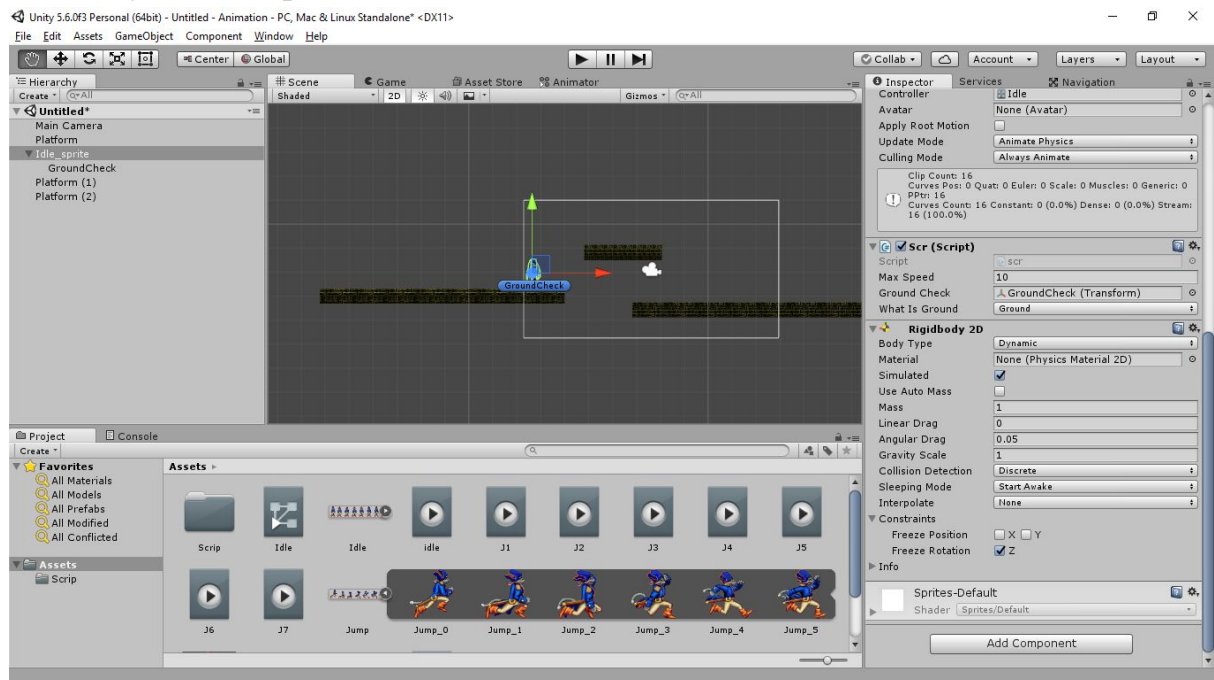 Unity 5.6.0f3 Personal (64bit) - Untitled - Animation - PC, Mac & Linux Standalone* <DX11>
File Edit Assets GameObject Component Window Help
Center Global
Collab Account Layers Layout
Hierarchy
Create All
Untitled*
Main Camera
Platform
Idle_sprite
GroundCheck
Platform (1)
Platform (2)
Scene Game Asset Store Animator
Shaded 2D Gizmos All
GroundCheck
Inspector Services Navigation
Controller Idle
Avatar None (Avatar)
Apply Root Motion
Update Mode Animate Physics
Culling Mode Always Animate
Clip Count: 16
Curves Pos: 0 Quat: 0 Euler: 0 Scale: 0 Muscles: 0 Generic: 0
PPtr: 16
Curves Count: 16 Constant: 0 (0.0%) Dense: 0 (0.0%) Stream:
16 (100.0%)
Scr (Script)
Script scr
Max Speed 10
Ground Check GroundCheck (Transform)
What Is Ground Ground
Rigidbody 2D
Body Type Dynamic
Material None (Physics Material 2D)
Simulated
Use Auto Mass
Mass 1
Linear Drag 0
Angular Drag 0.05
Gravity Scale 1
Collision Detection Discrete
Sleeping Mode Start Awake
Interpolate None
Constraints
Freeze Position X Y
Freeze Rotation Z
Info
Sprites-Default
Shader Sprites/Default
Add Component
Project Console
Create
Favorites
All Materials
All Models
All Prefabs
All Modified
All Conflicted
Assets
Scrip
Assets
Scrip Idle Idle idle J1 J2 J3 J4 J5
J6 J7 Jump Jump_0 Jump_1 Jump_2 Jump_3 Jump_4 Jump_5